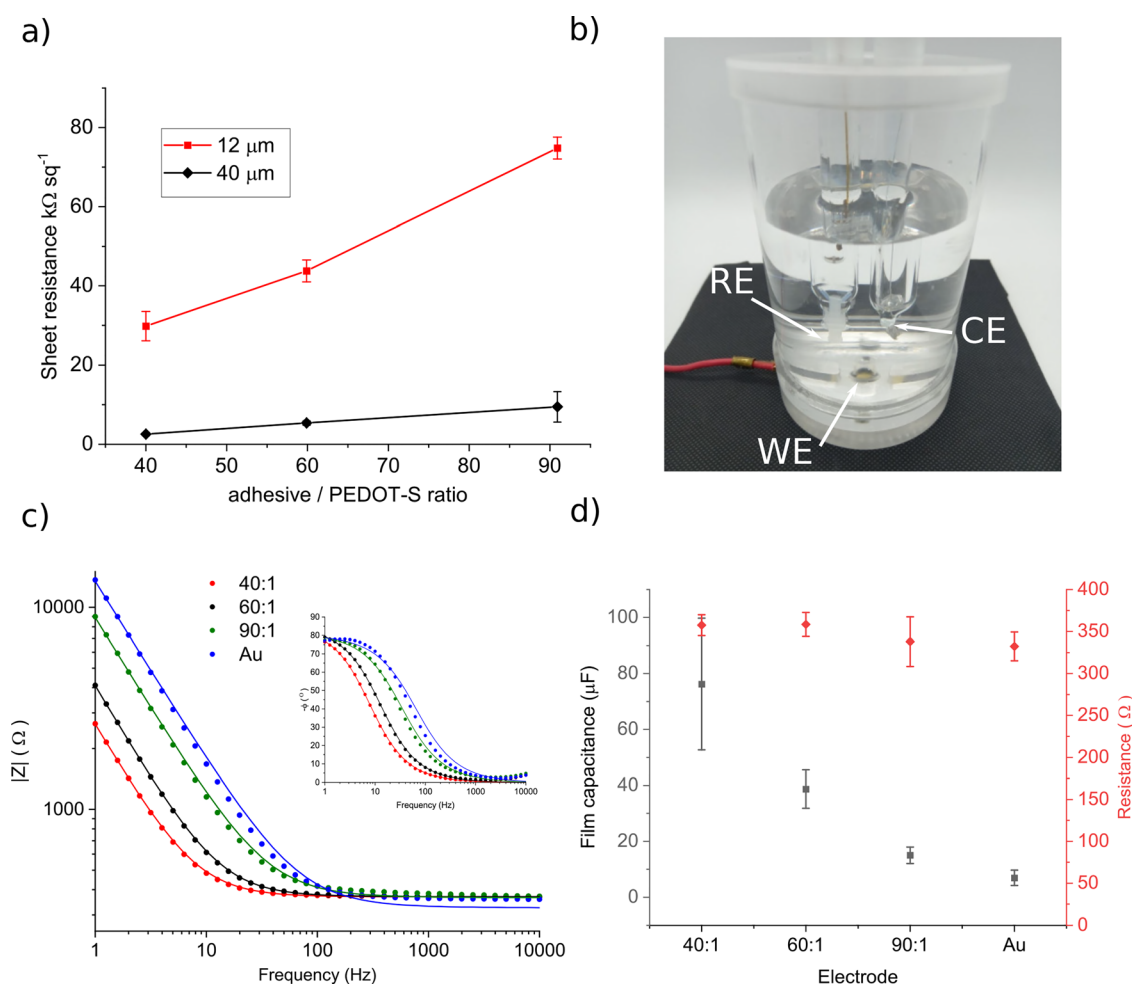 a)
80
60
40
20
0
40
50
60
70
80
90
Sheet resistance kΩ sq⁻¹
adhesive / PEDOT-S ratio
12 μm
40 μm
b)
RE
CE
WE
c)
10000
1000
|Z| ( Ω )
1
10
100
1000
10000
Frequency (Hz)
40:1
60:1
90:1
Au
90
80
70
60
50
40
30
20
10
0
-ϕ (°)
1
10
100
1000
10000
Frequency (Hz)
d)
100
80
60
40
20
0
Film capacitance (μF)
400
350
300
250
200
150
100
50
0
Resistance ( Ω )
40:1
60:1
90:1
Au
Electrode